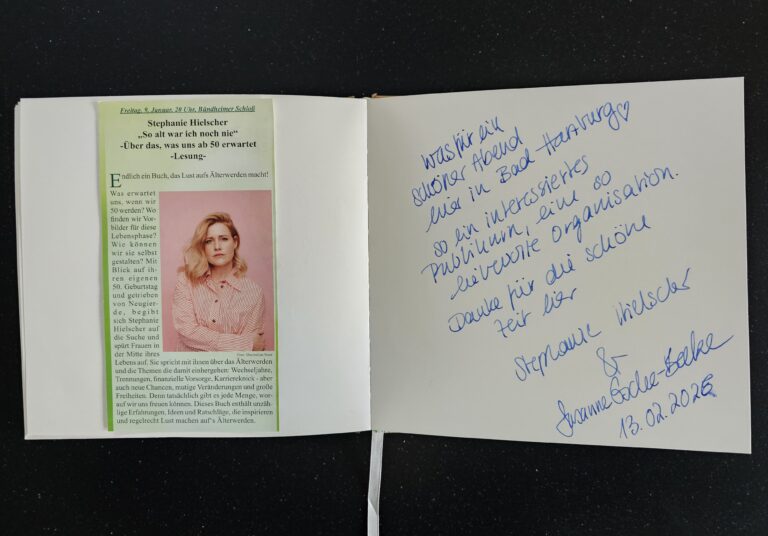 Freitag, 9. Januar, 20 Uhr, Bündheimer Schloß
Stephanie Hielscher
„So alt war ich noch nie“
-Über das, was uns ab 50 erwartet
-Lesung-
Endlich ein Buch, das Lust aufs Älterwerden macht!
Was erwartet
uns, wenn wir
50 werden? Wo
finden wir Vor-
bilder für diese
Lebensphase?
Wie können
wir sie selbst
gestalten? Mit
Blick auf ih-
ren eigenen
50. Geburtstag
und getrieben
von Neugier-
de, begibt
sich Stephanie
Hielscher auf
die Suche und
spürt Frauen in
der Mitte ihres
Lebens auf. Sie spricht mit ihnen über das Älterwerden
und die Themen die damit einhergehen: Wechseljahre,
Trennungen, finanzielle Vorsorge, Karriereknick - aber
auch neue Chancen, mutige Veränderungen und große
Freiheiten. Denn tatsächlich gibt es jede Menge, wor-
auf wir uns freuen können. Dieses Buch enthält unzäh-
lige Erfahrungen, Ideen und Ratschläge, die inspirieren
und regelrecht Lust machen auf's Älterwerden.
Was für ein
schöner Abend
hier in Bad Harzburg ♡
So ein interessiertes
Publikum, eine so
liebevolle Organisation.
Danke für die schöne
Zeit hier
Stephanie Hielscher
&
Susanne
13.02.2026